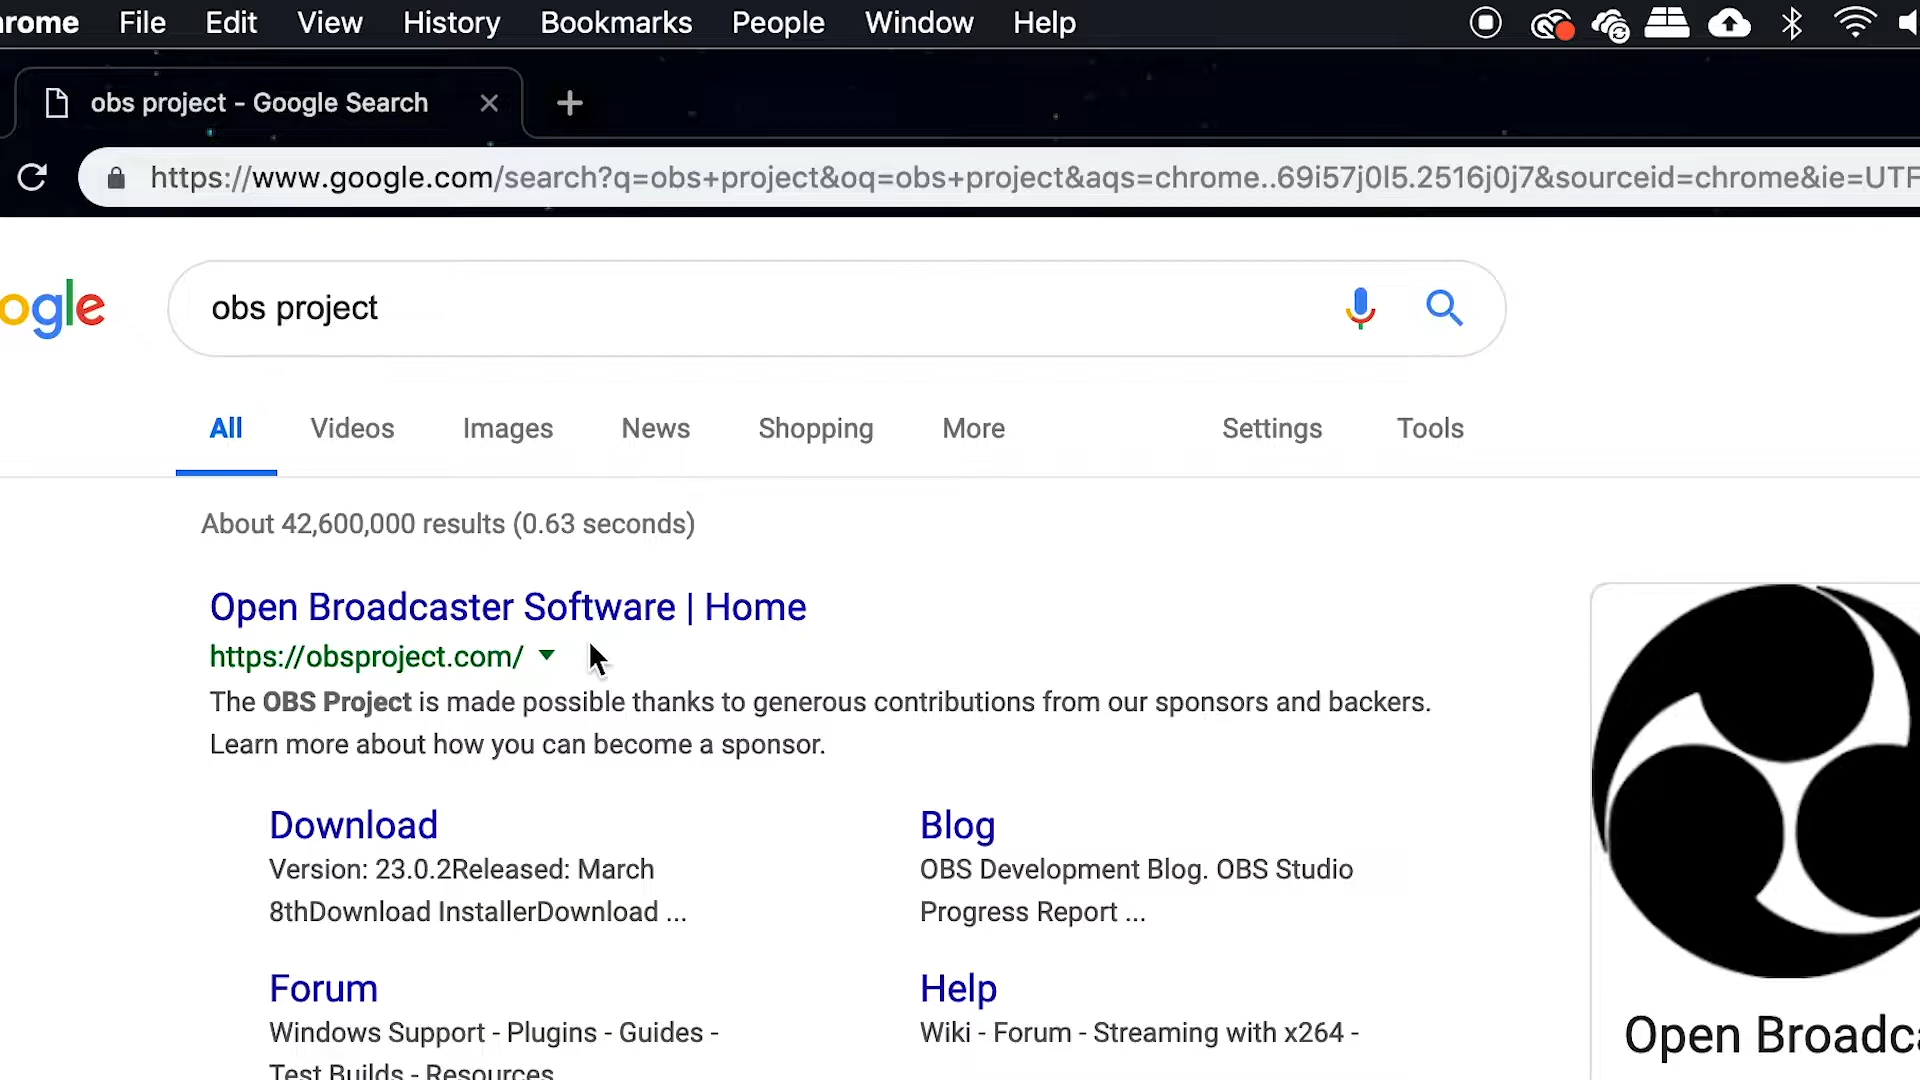 rome File Edit View History Bookmarks People Window Help
obs project - Google Search
https://www.google.com/search?q=obs+project&oq=obs+project&aqs=chrome..69i57j0l5.2516j0j7&sourceid=chrome&ie=UTF
ogle
obs project
All Videos Images News Shopping More Settings Tools
About 42,600,000 results (0.63 seconds)
Open Broadcaster Software | Home
https://obsproject.com/
The OBS Project is made possible thanks to generous contributions from our sponsors and backers.
Learn more about how you can become a sponsor.
Download
Version: 23.0.2Released: March
8thDownload InstallerDownload ...
Blog
OBS Development Blog. OBS Studio
Progress Report ...
Forum
Windows Support - Plugins - Guides -
Test Builds - Resources
Help
Wiki - Forum - Streaming with x264 -
Open Broadca